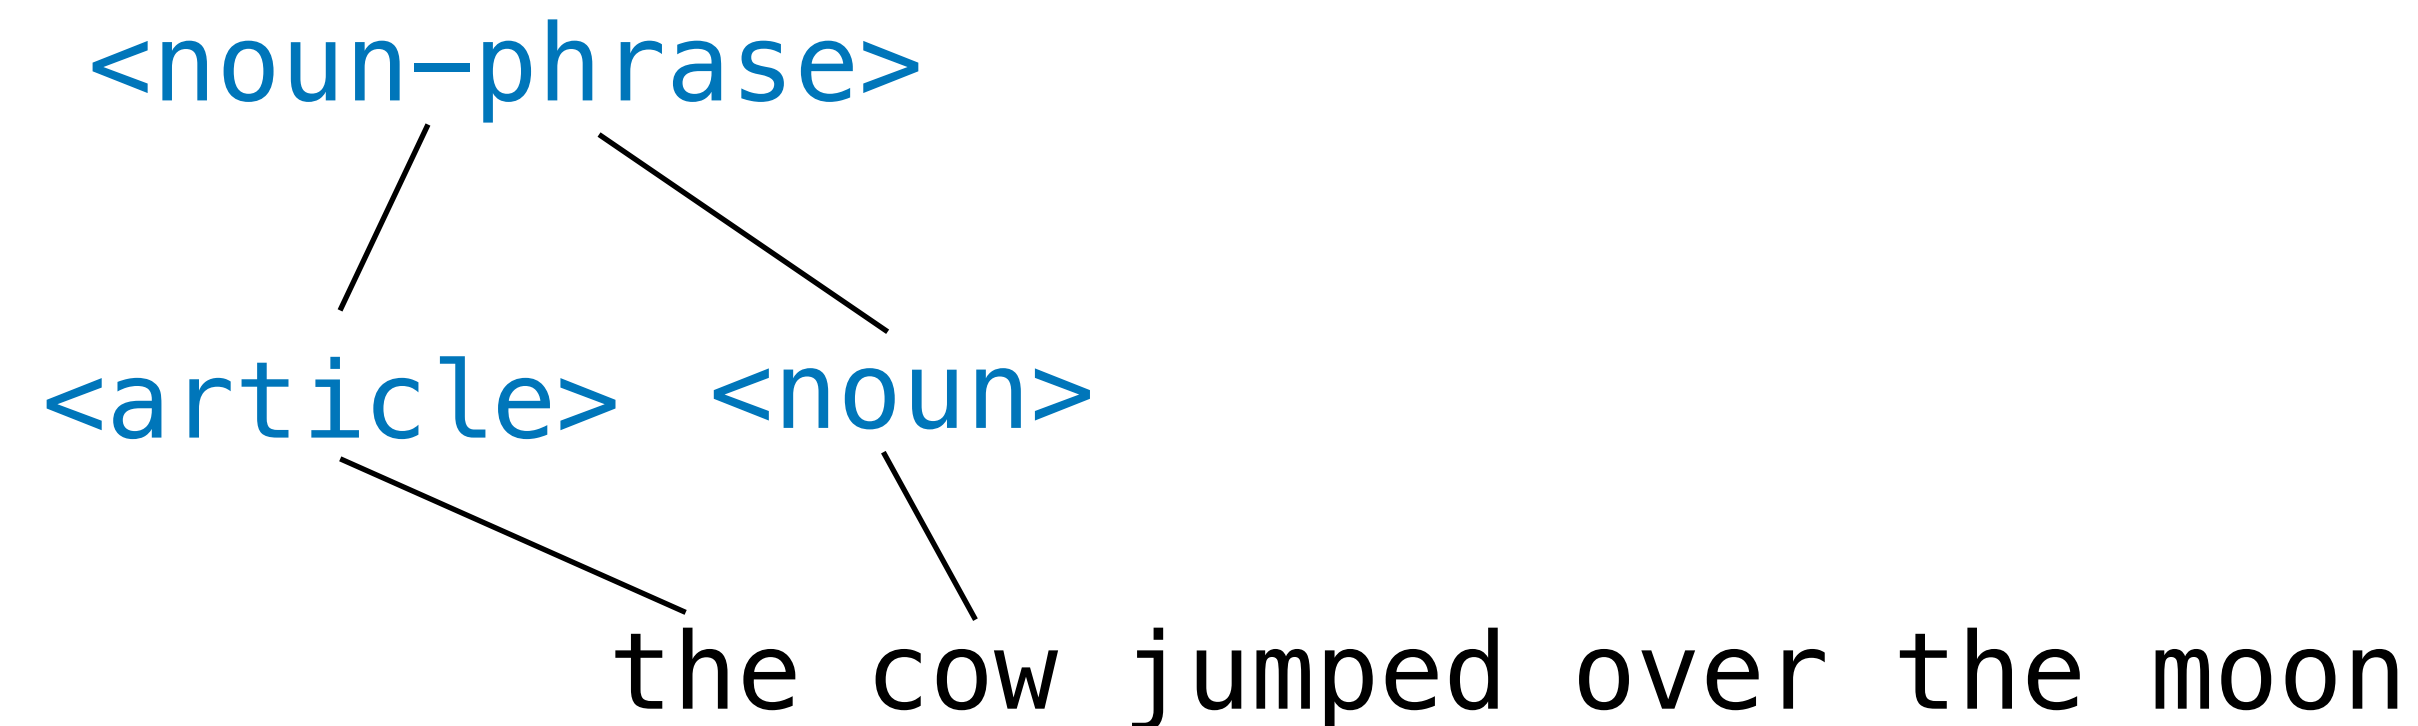 <noun-phrase>
<article> <noun>
the cow jumped over the moon